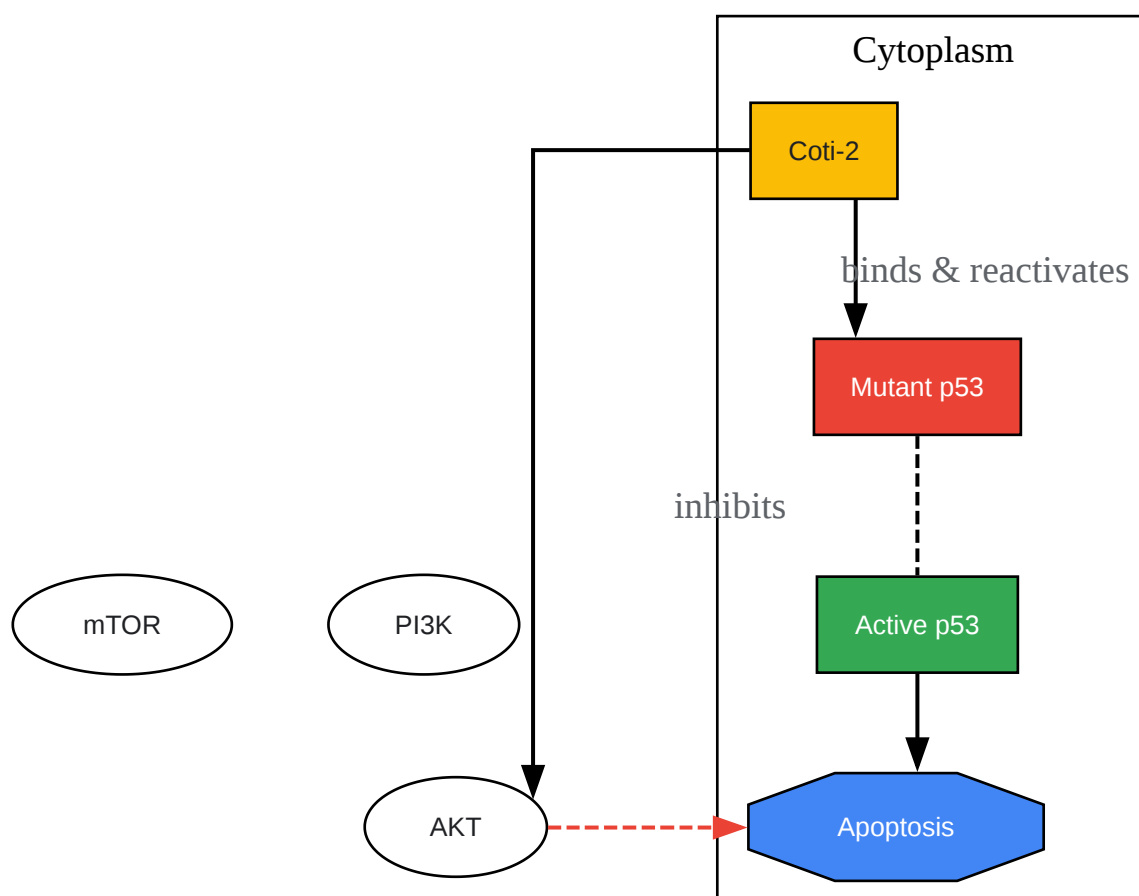 Cytoplasm
Coti-2
binds & reactivates
Mutant p53
inhibits
mTOR
PI3K
Active p53
AKT
Apoptosis